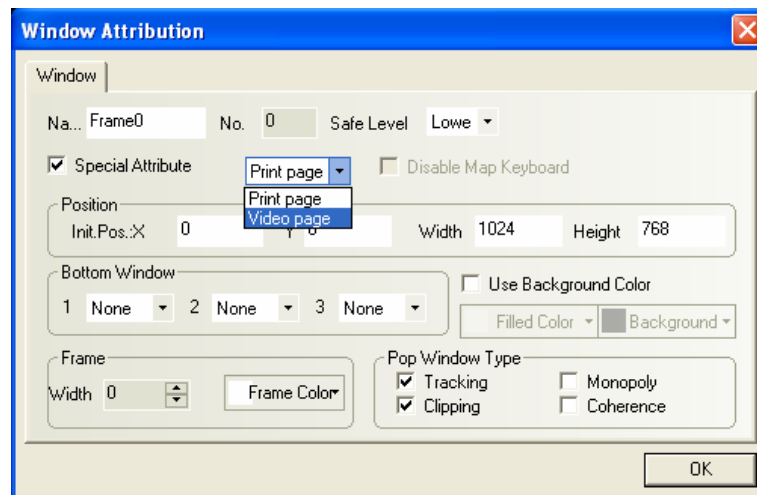 Window Attribution
Window
Na... Frame0 No. 0 Safe Level Lowe
Special Attribute Print page Disable Map Keyboard
Print page
Video page
Position
Init.Pos.:X 0 Width 1024 Height 768
Bottom Window
1 None 2 None 3 None
Use Background Color
Filled Color Background
Frame
Width 0 Frame Color
Pop Window Type
Tracking Monopoly
Clipping Coherence
OK